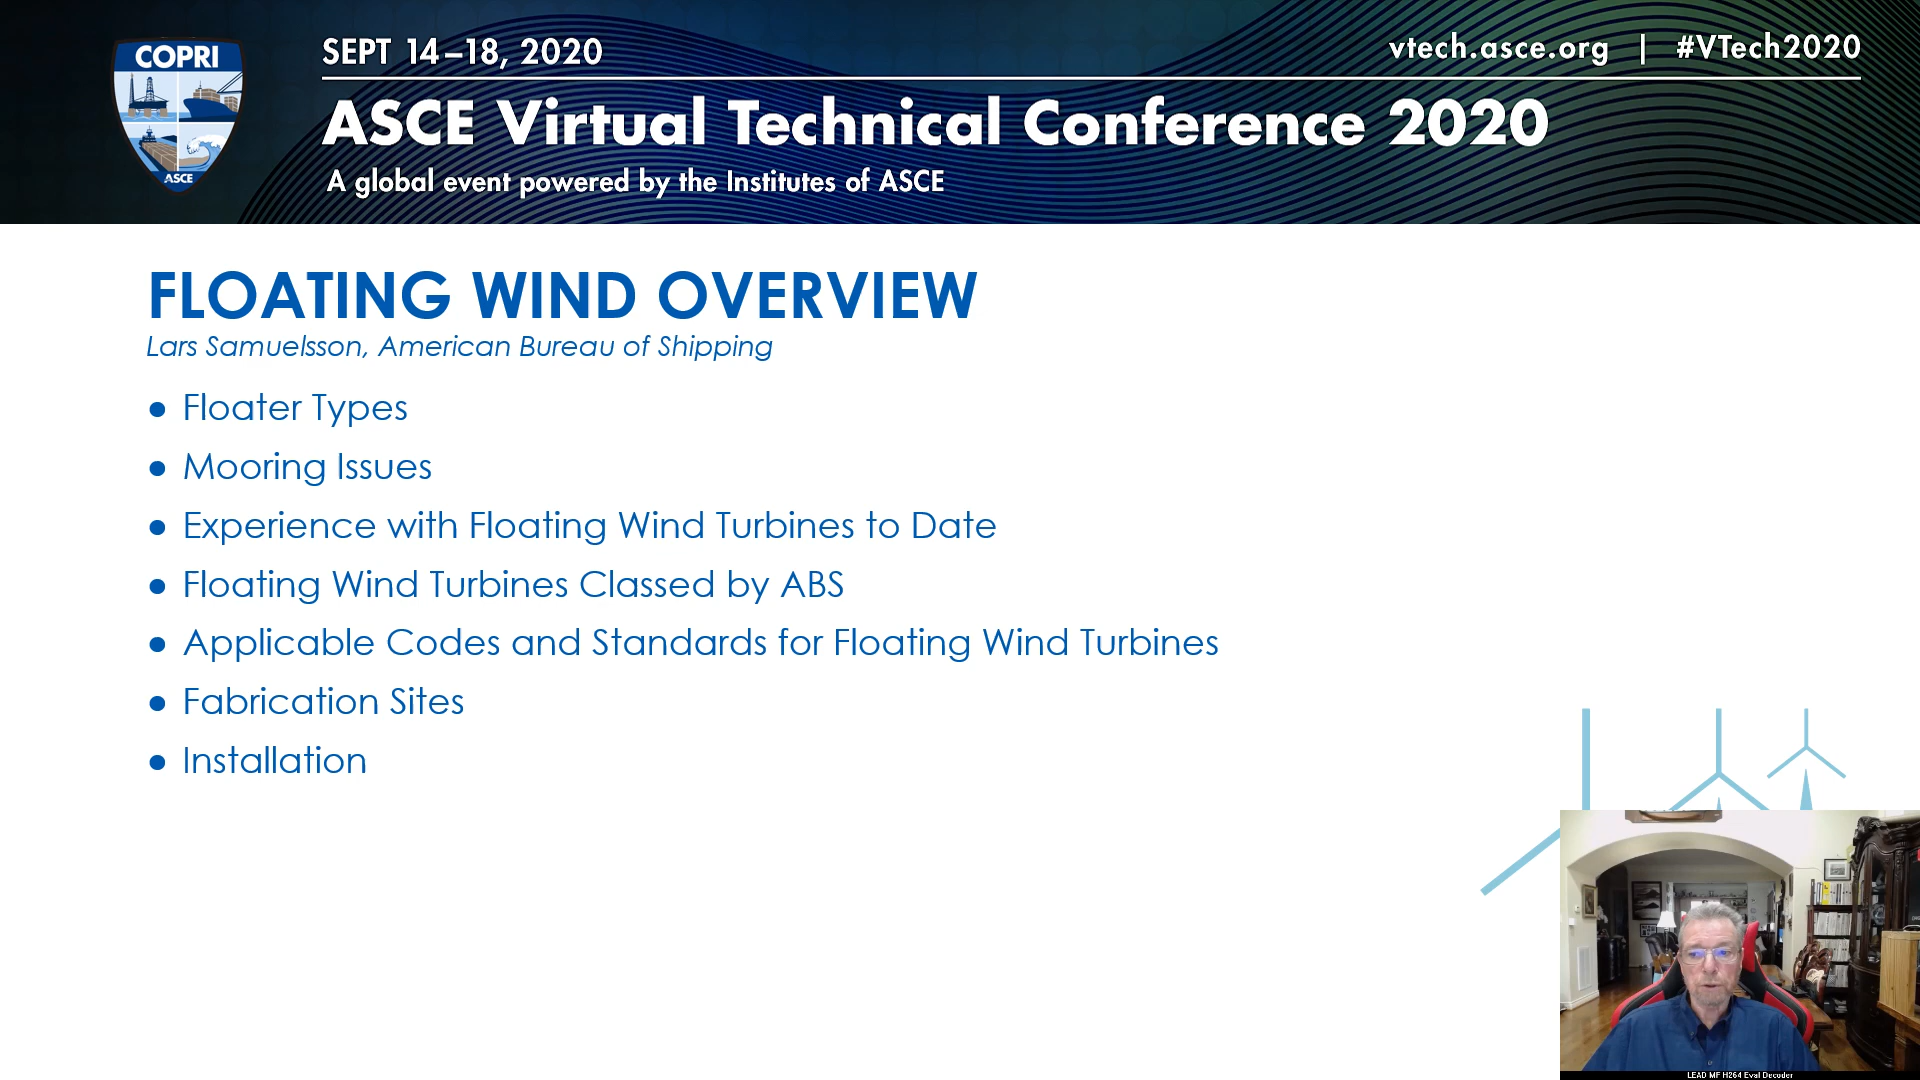 COPRI
ASCE
SEPT 14–18, 2020
vtech.asce.org | #VTech2020
ASCE Virtual Technical Conference 2020
A global event powered by the Institutes of ASCE
FLOATING WIND OVERVIEW
Lars Samuelsson, American Bureau of Shipping
● Floater Types
● Mooring Issues
● Experience with Floating Wind Turbines to Date
● Floating Wind Turbines Classed by ABS
● Applicable Codes and Standards for Floating Wind Turbines
● Fabrication Sites
● Installation
LEAD MF H264 Eval Decoder